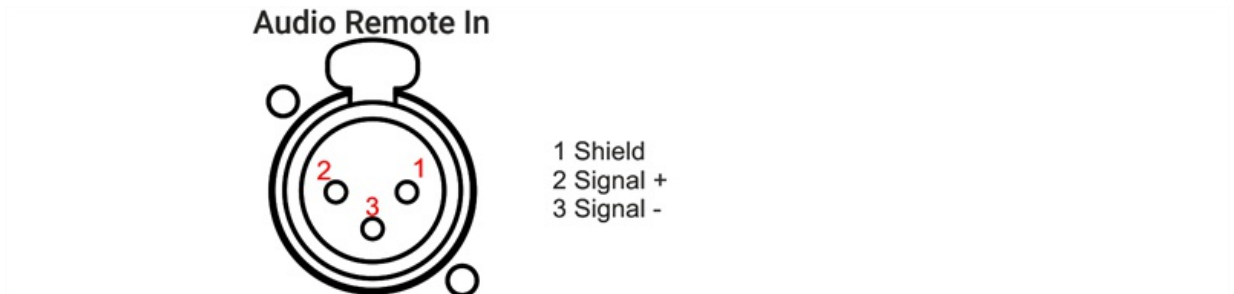 Audio Remote In
2 1
3
1 Shield
2 Signal +
3 Signal -